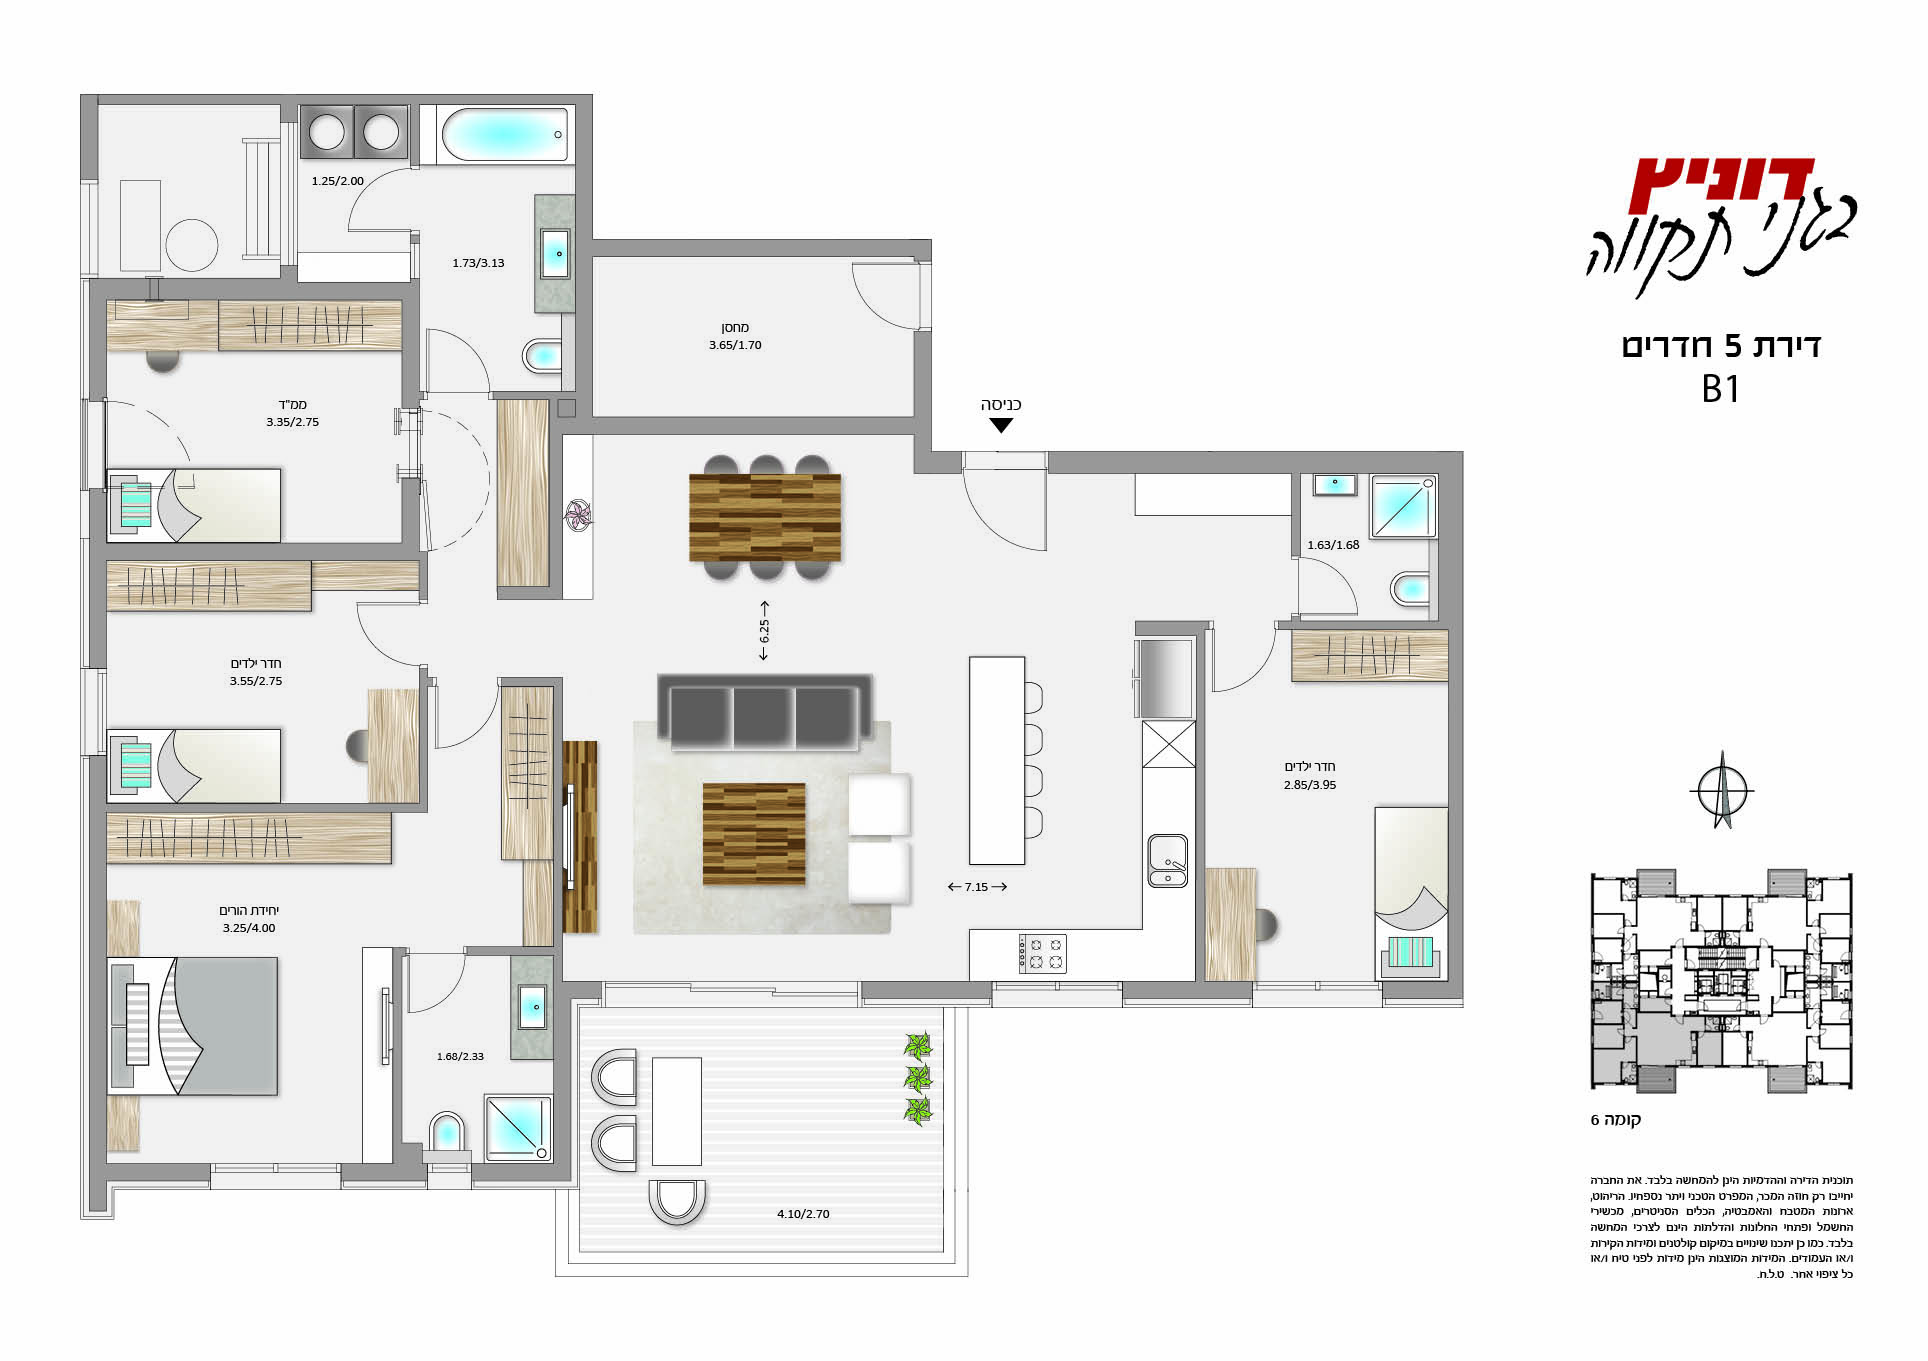 דוניץ
בגני תקווה
דירת 5 חדרים
B1
1.25/2.00
1.73/3.13
מחסן
3.65/1.70
ממ"ד
3.35/2.75
כניסה
1.63/1.68
6.25
חדר ילדים
3.55/2.75
חדר ילדים
2.85/3.95
7.15
יחידת הורים
3.25/4.00
1.68/2.33
4.10/2.70
קומה 6
תוכנית הדירה וההדמיות הינן להמחשה בלבד. את החברה
יחייבו רק חוזה המכר, המפרט הטכני ויתר נספחיו. הריהוט,
ארונות המטבח והאמבטיה, הכלים הסניטרים, מכשירי
החשמל ופתחי החלונות והדלתות הינם לצרכי המחשה
בלבד. כמו כן יתכנו שינויים במיקום קולטנים ומידות הקירות
ו/או העמודים. המידות המוצגות הינן מידות לפני טיח ו/או
כל ציפוי אחר. ט.ל.ח.